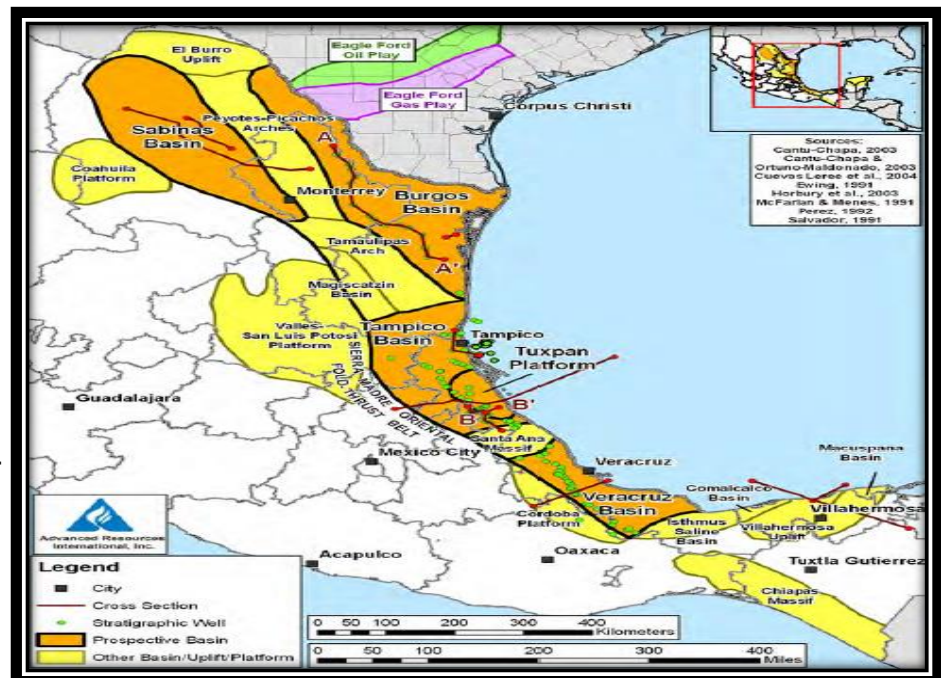 El Burro
Uplift
Eagle Ford
Oil Play
Eagle Ford
Gas Play
Corpus Christi
Peyotes-Picachos
Arches
A
Sabinas
Basin
Coahuila
Platform
Monterrey
Burgos
Basin
A'
Tamaulipas
Arch
Magiscatzin
Basin
Tampico
Basin
Tampico
Valles-
San Luis Potosi
Platform
Tuxpan
Platform
SIERRA MADRE ORIENTAL
FOLD THRUST BELT
B
B'
Guadalajara
Santa Ana
Massif
Mexico City
Veracruz
Veracruz
Basin
Cordoba
Platform
Macuspana
Basin
Comalcalco
Basin
Villahermosa
Villahermosa
Uplift
Isthmus
Saline
Basin
Oaxaca
Acapulco
Tuxtla Gutierrez
Chiapas
Massif
Sources:
Cantu-Chapa, 2003
Cantu-Chapa &
Ortuno-Maldonado, 2003
Cuevas Leree et al., 2004
Ewing, 1991
Horbury et al., 2003
McFarlan & Menes, 1991
Perez, 1992
Salvador, 1991
Advanced Resources
International, Inc.
Legend
City
Cross Section
Stratigraphic Well
Prospective Basin
Other Basin/Uplift/Platform
0 50 100 200 300 400
Kilometers
0 50 100 200 300 400
Miles